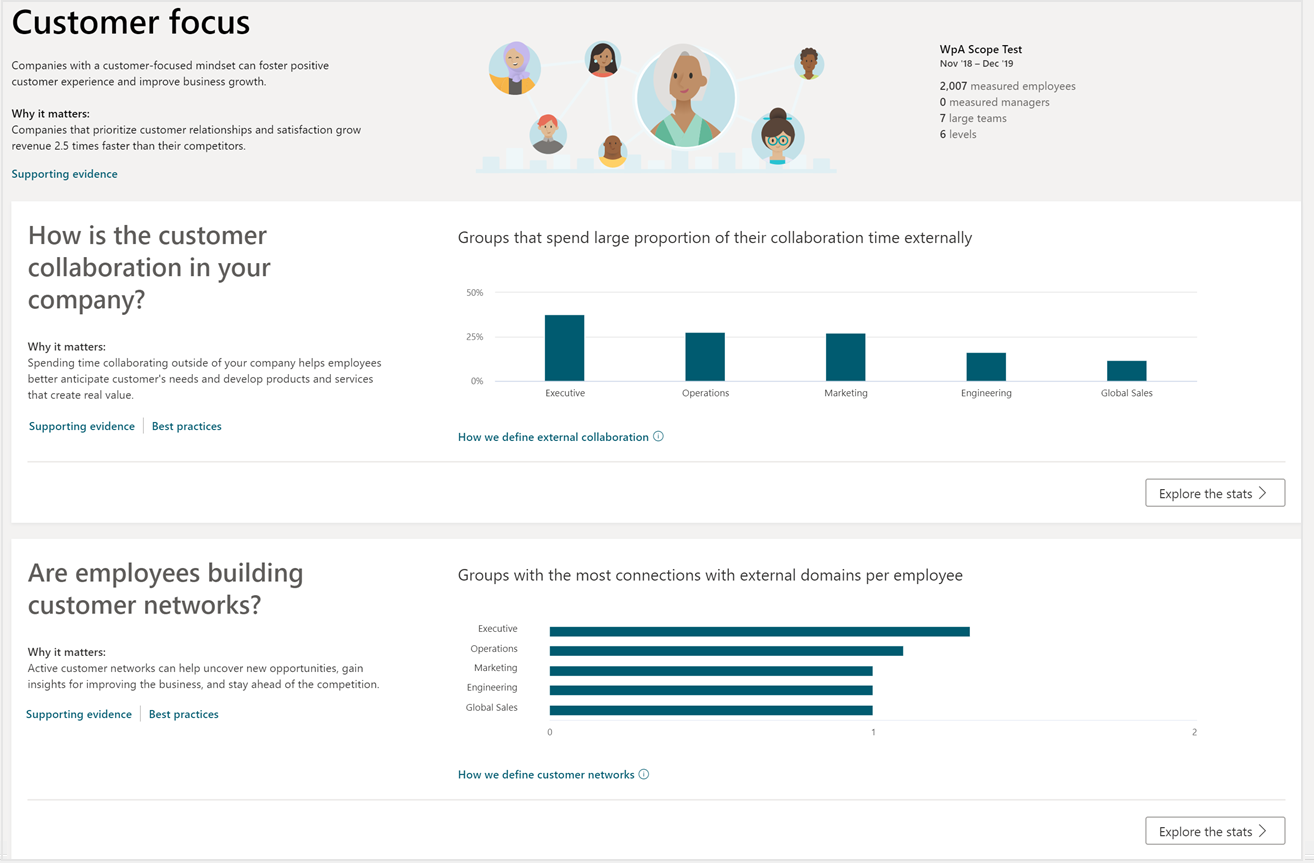 Customer focus
Companies with a customer-focused mindset can foster positive
customer experience and improve business growth.
Why it matters:
Companies that prioritize customer relationships and satisfaction grow
revenue 2.5 times faster than their competitors.
Supporting evidence
WpA Scope Test
Nov '18 – Dec '19
2,007 measured employees
0 measured managers
7 large teams
6 levels
How is the customer
collaboration in your
company?
Why it matters:
Spending time collaborating outside of your company helps employees
better anticipate customer's needs and develop products and services
that create real value.
Supporting evidence
Best practices
Groups that spend large proportion of their collaboration time externally
50%
25%
0%
Executive
Operations
Marketing
Engineering
Global Sales
How we define external collaboration
Explore the stats
Are employees building
customer networks?
Why it matters:
Active customer networks can help uncover new opportunities, gain
insights for improving the business, and stay ahead of the competition.
Supporting evidence
Best practices
Groups with the most connections with external domains per employee
Executive
Operations
Marketing
Engineering
Global Sales
0
1
2
How we define customer networks
Explore the stats